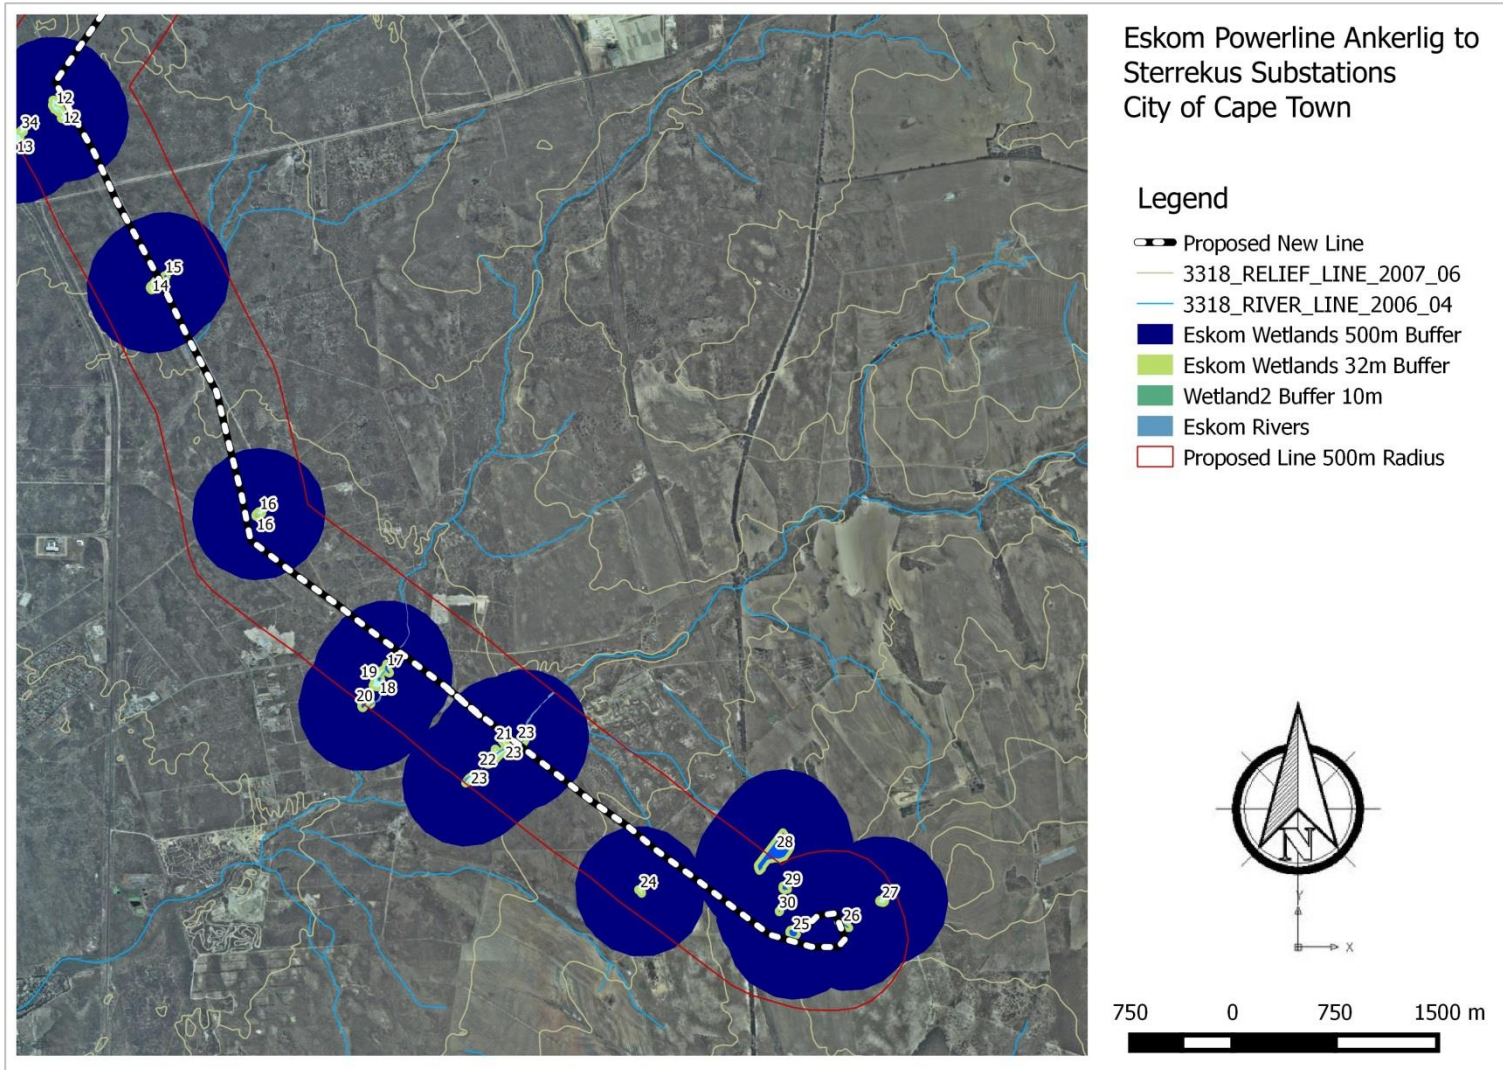 Eskom Powerline Ankerlig to
Sterrekus Substations
City of Cape Town
Legend
Proposed New Line
3318_RELIEF_LINE_2007_06
3318_RIVER_LINE_2006_04
Eskom Wetlands 500m Buffer
Eskom Wetlands 32m Buffer
Wetland2 Buffer 10m
Eskom Rivers
Proposed Line 500m Radius
12
12
34
13
15
14
16
16
17
19
18
20
21
23
22
23
23
24
28
29
27
30
26
25
N
Y
X
750 0 750 1500 m